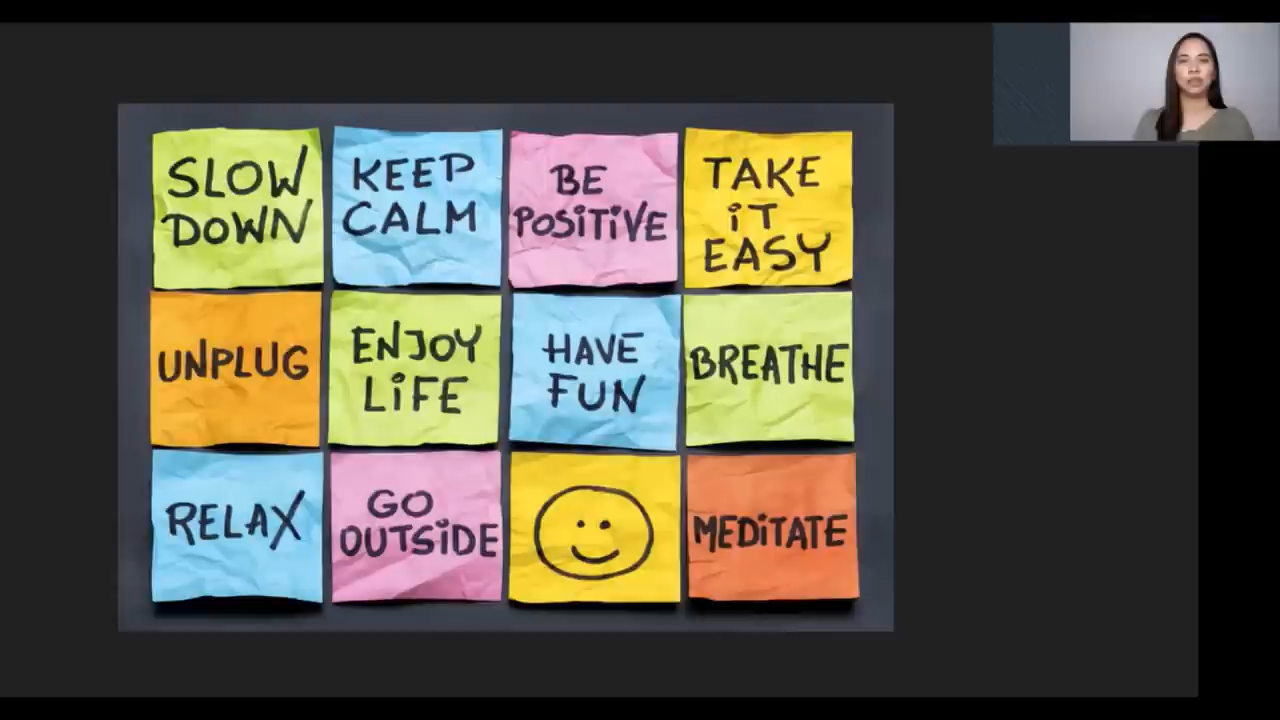 SLOW
DOWN
KEEP
CALM
BE
POSiTiVE
TAKE
iT
EASY
UNPLUG
ENJOY
LiFE
HAVE
FUN
BREATHE
RELAX
GO
OUTSiDE
MEDiTATE